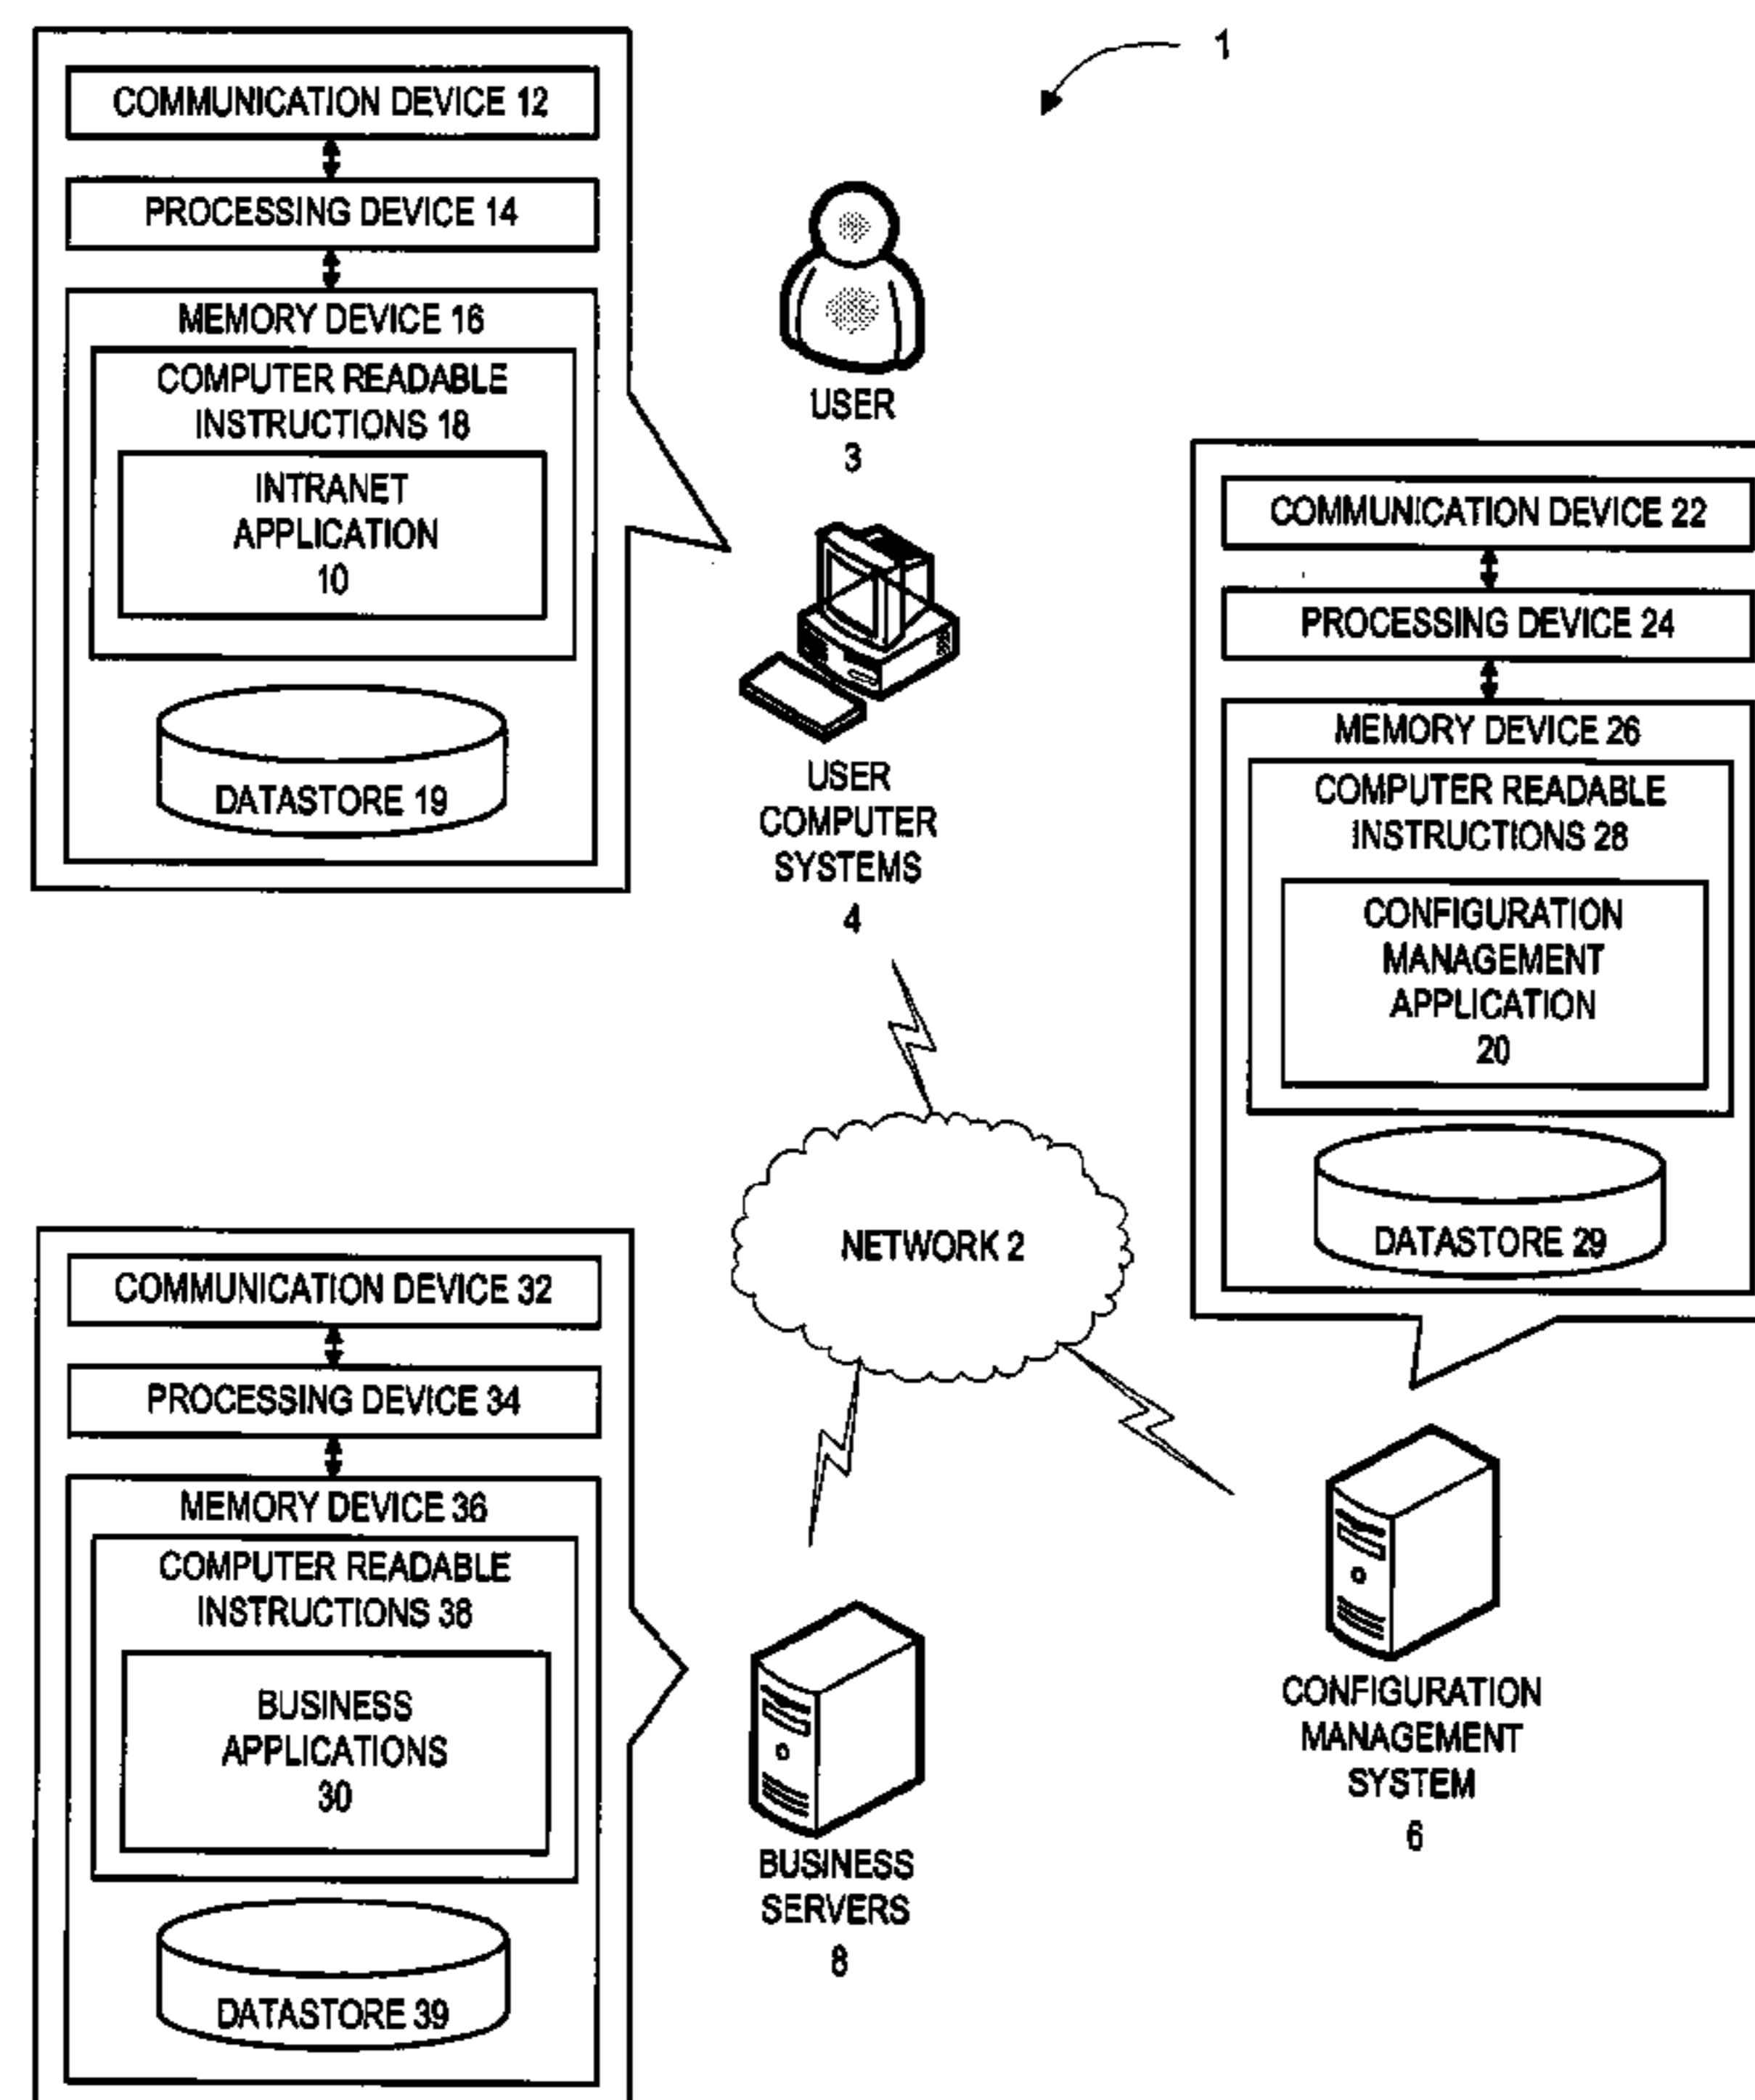 1
COMMUNICATION DEVICE 12
PROCESSING DEVICE 14
MEMORY DEVICE 16
COMPUTER READABLE
INSTRUCTIONS 18
INTRANET
APPLICATION
10
DATASTORE 19
USER
3
USER
COMPUTER
SYSTEMS
4
COMMUNICATION DEVICE 22
PROCESSING DEVICE 24
MEMORY DEVICE 26
COMPUTER READABLE
INSTRUCTIONS 28
CONFIGURATION
MANAGEMENT
APPLICATION
20
DATASTORE 29
NETWORK 2
COMMUNICATION DEVICE 32
PROCESSING DEVICE 34
MEMORY DEVICE 36
COMPUTER READABLE
INSTRUCTIONS 38
BUSINESS
APPLICATIONS
30
DATASTORE 39
BUSINESS
SERVERS
8
CONFIGURATION
MANAGEMENT
SYSTEM
6